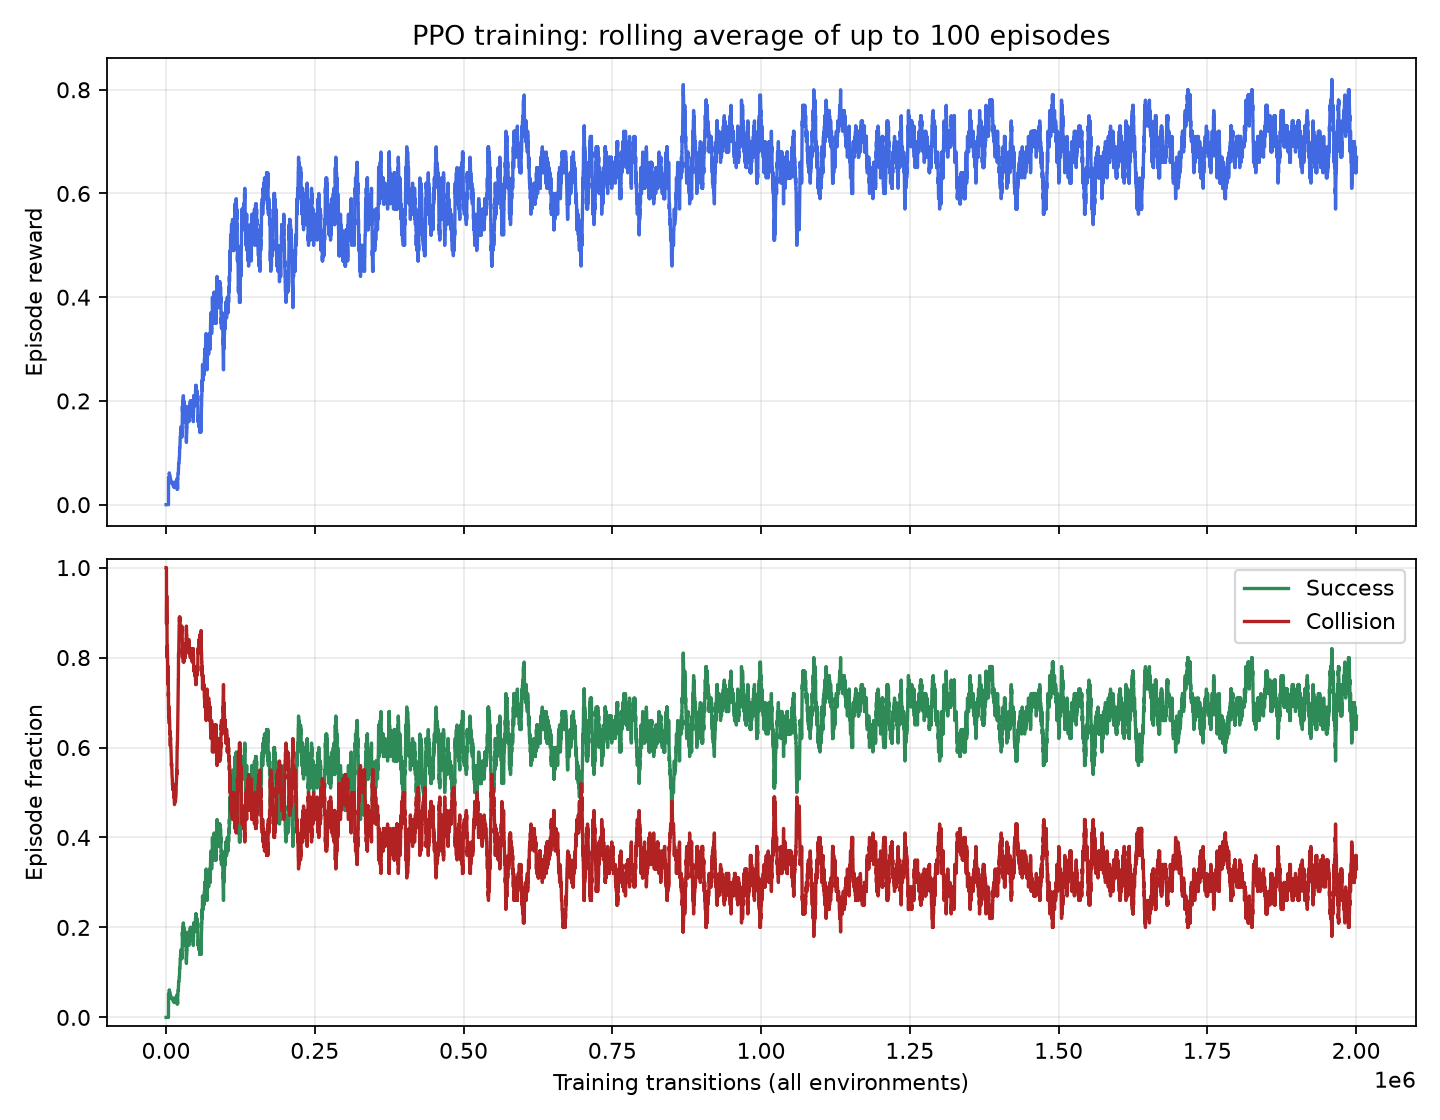 PPO training: rolling average of up to 100 episodes
Episode reward
0.8
0.6
0.4
0.2
0.0
Episode fraction
1.0
0.8
0.6
0.4
0.2
0.0
Success
Collision
0.00 0.25 0.50 0.75 1.00 1.25 1.50 1.75 2.00
1e6
Training transitions (all environments)